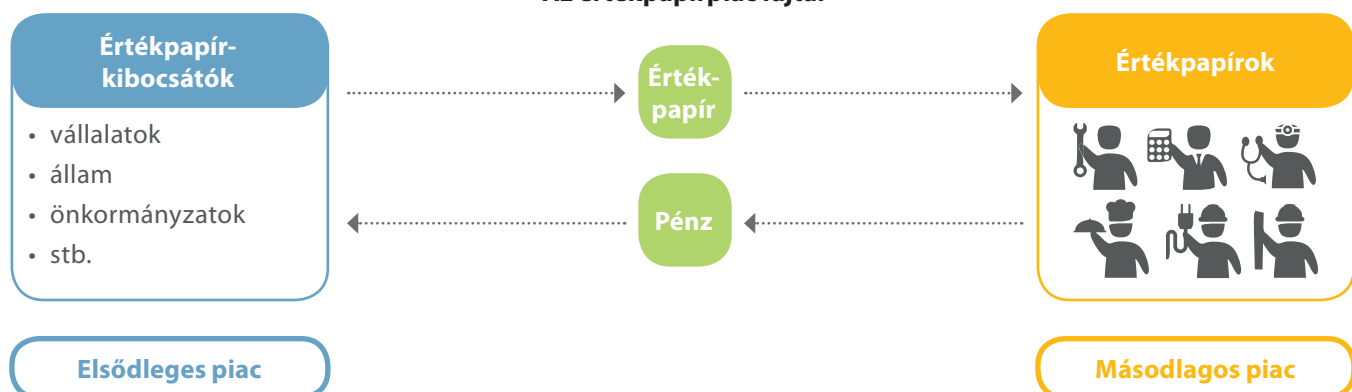 Értékpapír-
kibocsátók
• vállalatok
• állam
• önkormányzatok
• stb.
Érték-
papír
Pénz
Értékpapírok
Elsődleges piac
Másodlagos piac